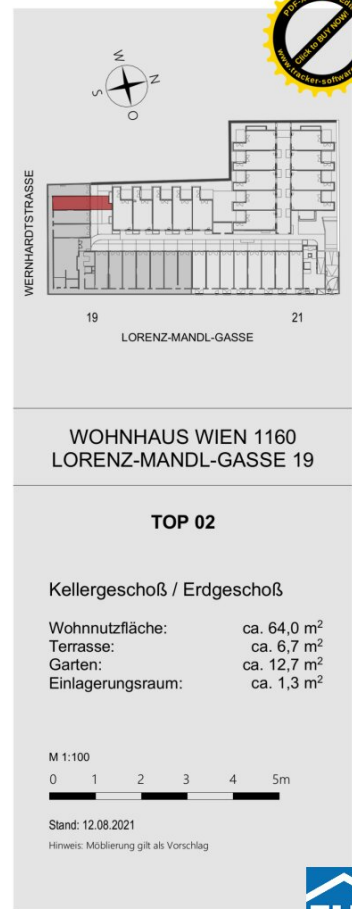 Click to BUY NOW!
www.tracker-softwar
W
N
S
O
WERNHARDTSTRASSE
19
21
LORENZ-MANDL-GASSE
WOHNHAUS WIEN 1160
LORENZ-MANDL-GASSE 19
TOP 02
Kellergeschoß / Erdgeschoß
Wohnnutzfläche: ca. 64,0 m²
Terrasse: ca. 6,7 m²
Garten: ca. 12,7 m²
Einlagerungsraum: ca. 1,3 m²
M 1:100
0 1 2 3 4 5m
Stand: 12.08.2021
Hinweis: Möblierung gilt als Vorschlag